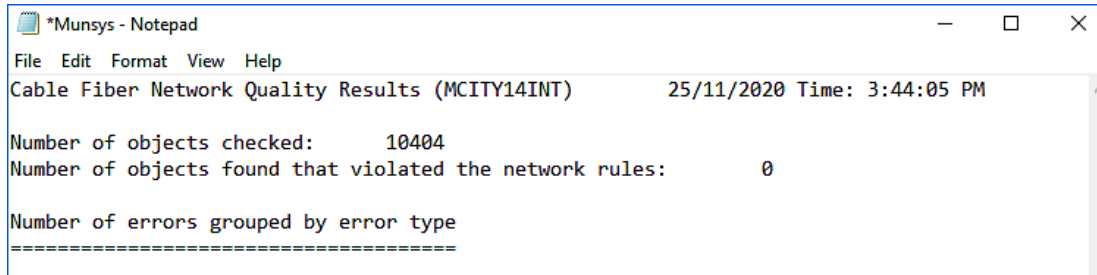 *Munsys - Notepad
File Edit Format View Help
Cable Fiber Network Quality Results (MCITY14INT) 25/11/2020 Time: 3:44:05 PM
Number of objects checked: 10404
Number of objects found that violated the network rules: 0
Number of errors grouped by error type
======================================